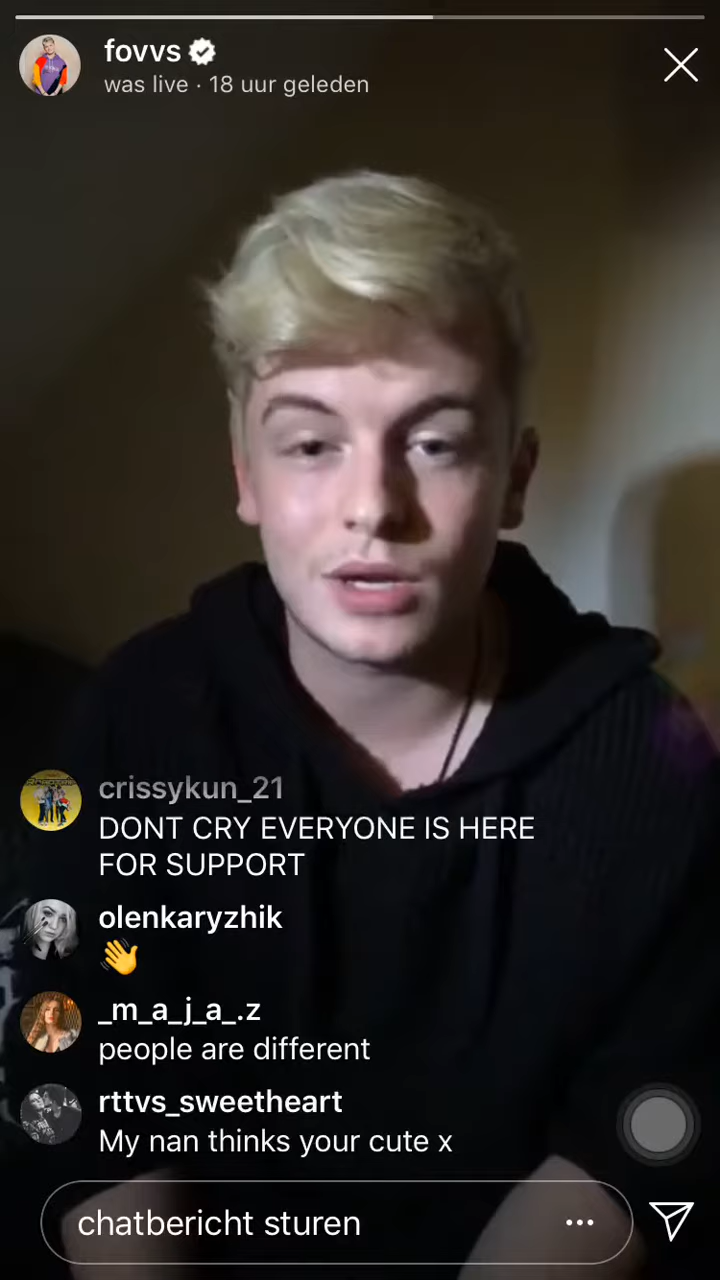 fovvs
was live · 18 uur geleden
crissykun_21
DONT CRY EVERYONE IS HERE
FOR SUPPORT
olenkaryzhik
👋
_m_a_j_a_.z
people are different
rttvs_sweetheart
My nan thinks your cute x
chatbericht sturen